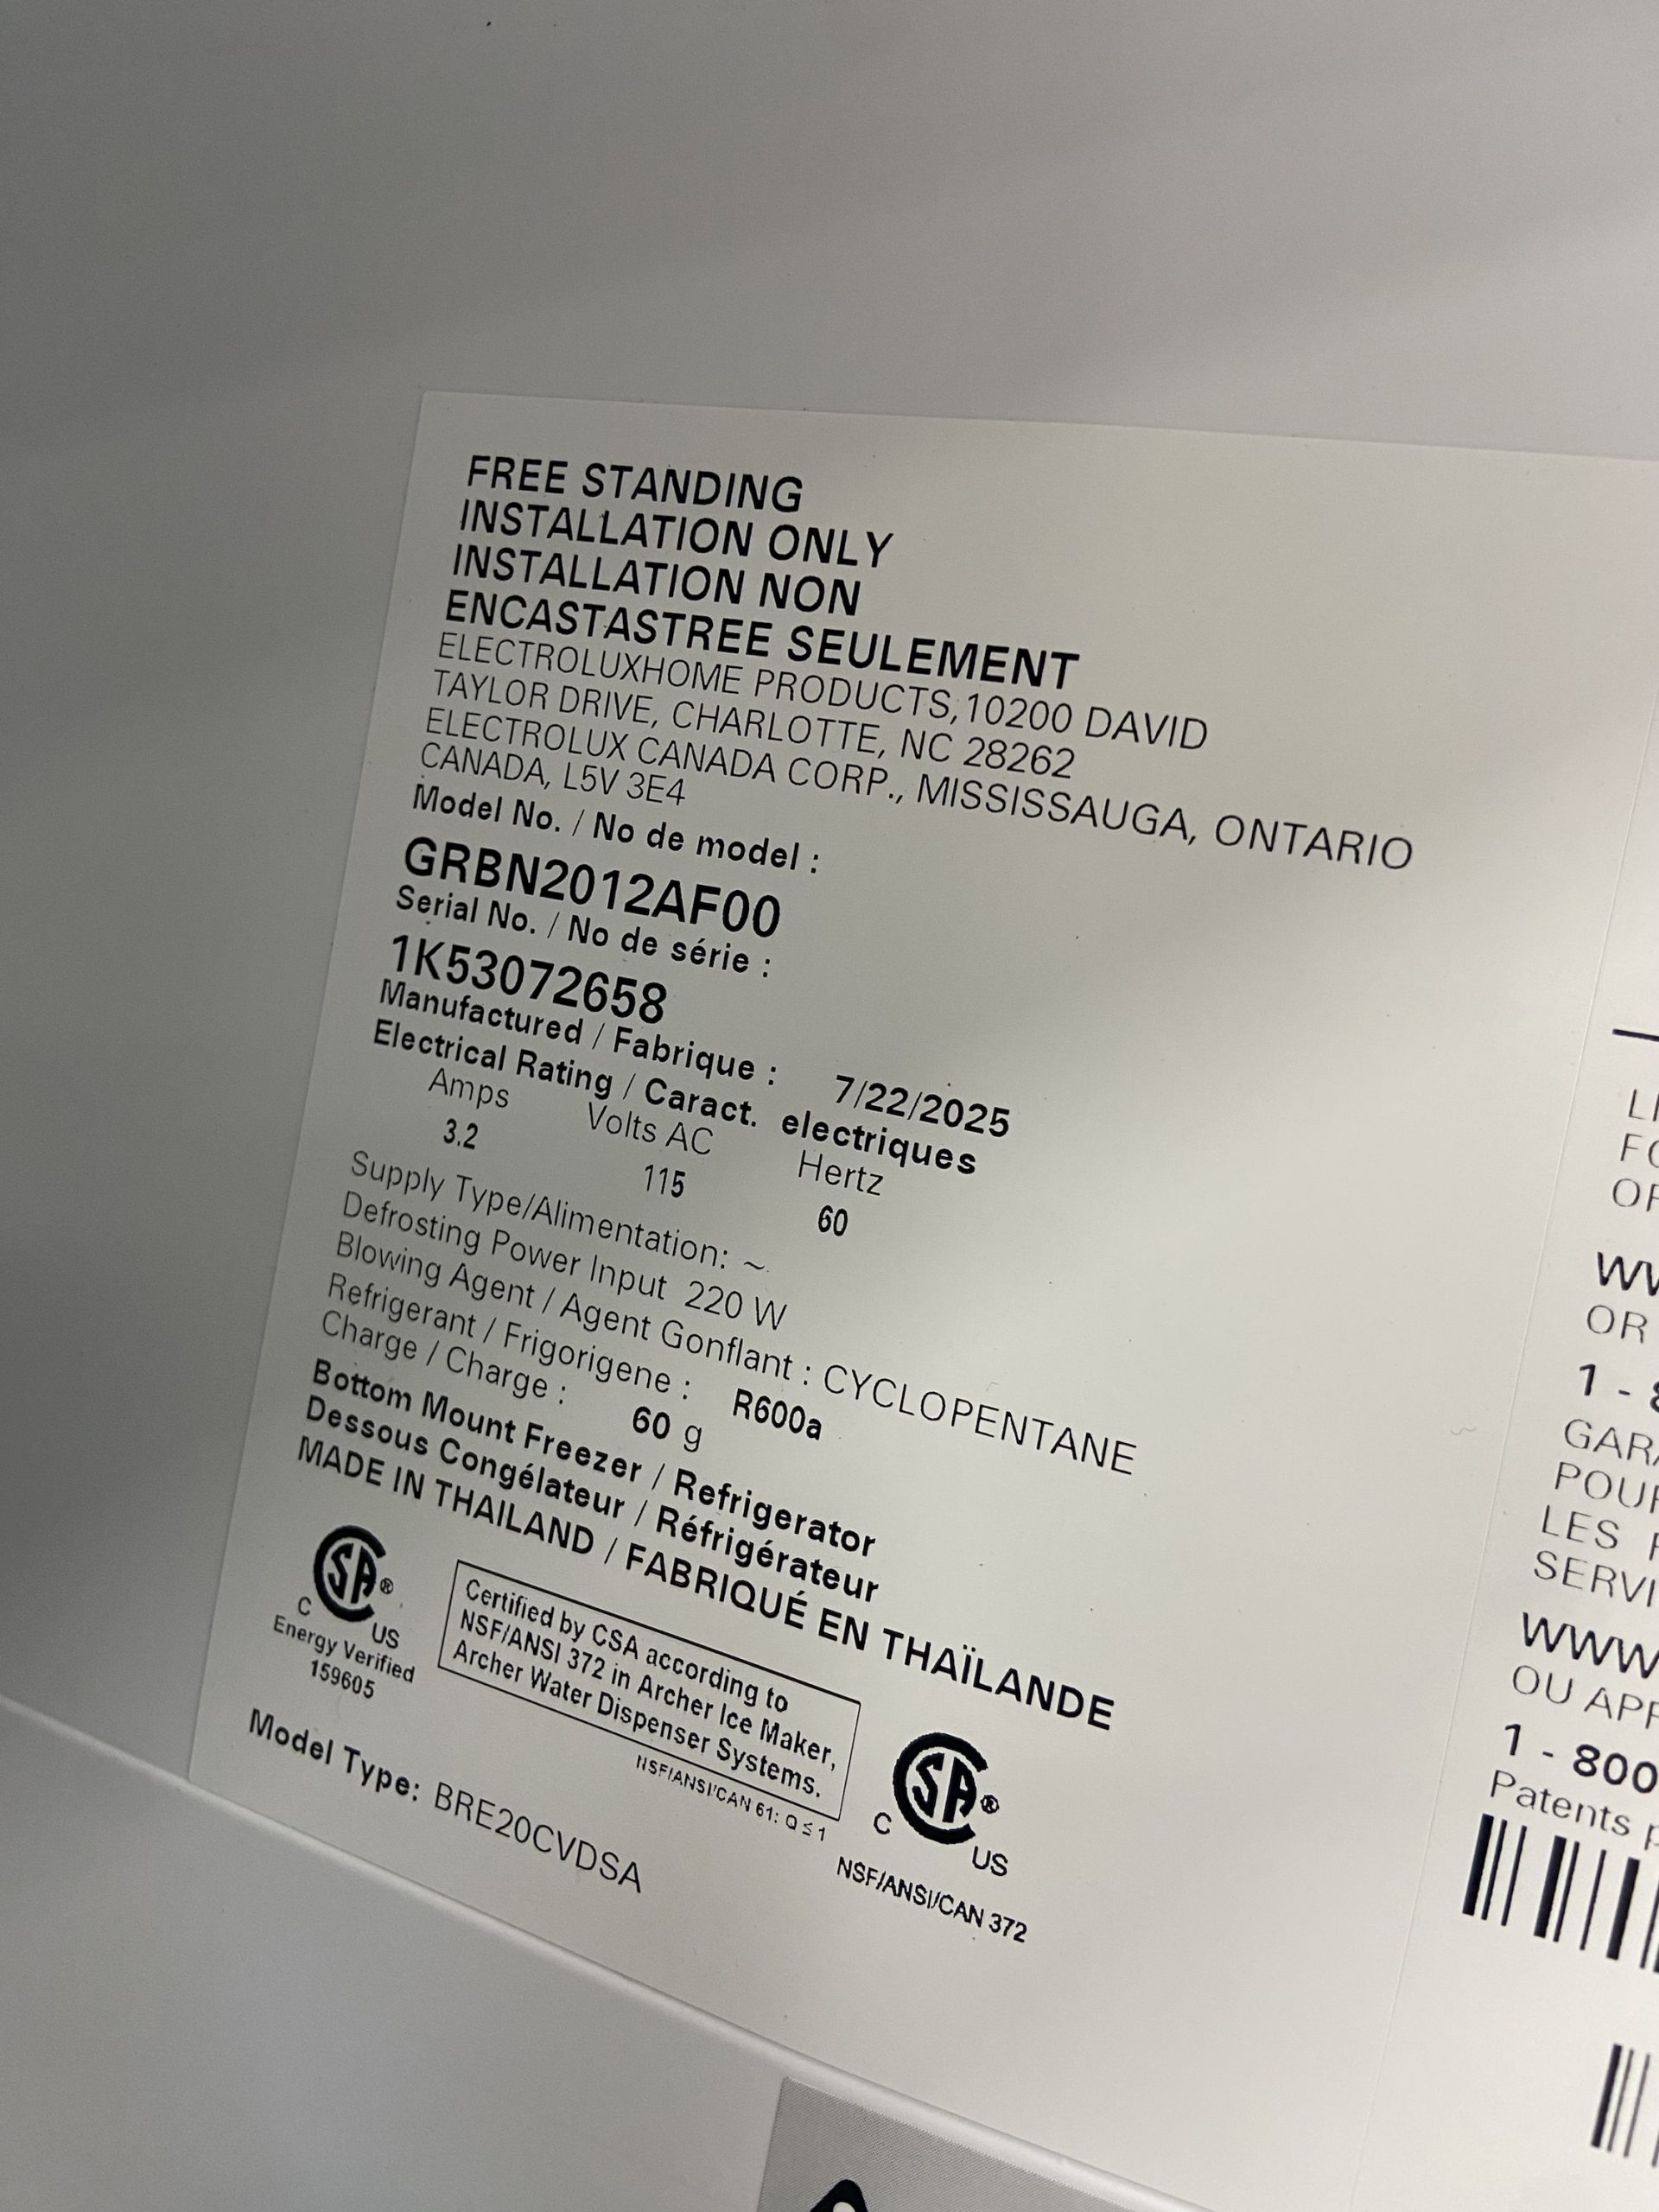 FREE STANDING
INSTALLATION ONLY
INSTALLATION NON
ENCASTASTREE SEULEMENT
ELECTROLUXHOME PRODUCTS,10200 DAVID
TAYLOR DRIVE, CHARLOTTE, NC 28262
ELECTROLUX CANADA CORP., MISSISSAUGA, ONTARIO
CANADA, L5V 3E4
Model No. / No de model :
GRBN2012AF00
Serial No. / No de série :
1K53072658
Manufactured / Fabrique : 7/22/2025
Electrical Rating / Caract. electriques
Amps Volts AC Hertz
3.2 115 60
Supply Type/Alimentation: ~
Defrosting Power Input 220 W
Blowing Agent / Agent Gonflant : CYCLOPENTANE
Refrigerant / Frigorigene : R600a
Charge / Charge : 60 g
Bottom Mount Freezer / Refrigerator
Dessous Congélateur / Réfrigérateur
MADE IN THAILAND / FABRIQUÉ EN THAÏLANDE
SA®
C US
Energy Verified
159605
Certified by CSA according to
NSF/ANSI 372 in Archer Ice Maker,
Archer Water Dispenser Systems.
NSF/ANSI/CAN 61: Q ≤ 1
SA®
C US
NSF/ANSI/CAN 372
Model Type: BRE20CVDSA
OR
LES
OU
1 - 800
Patents